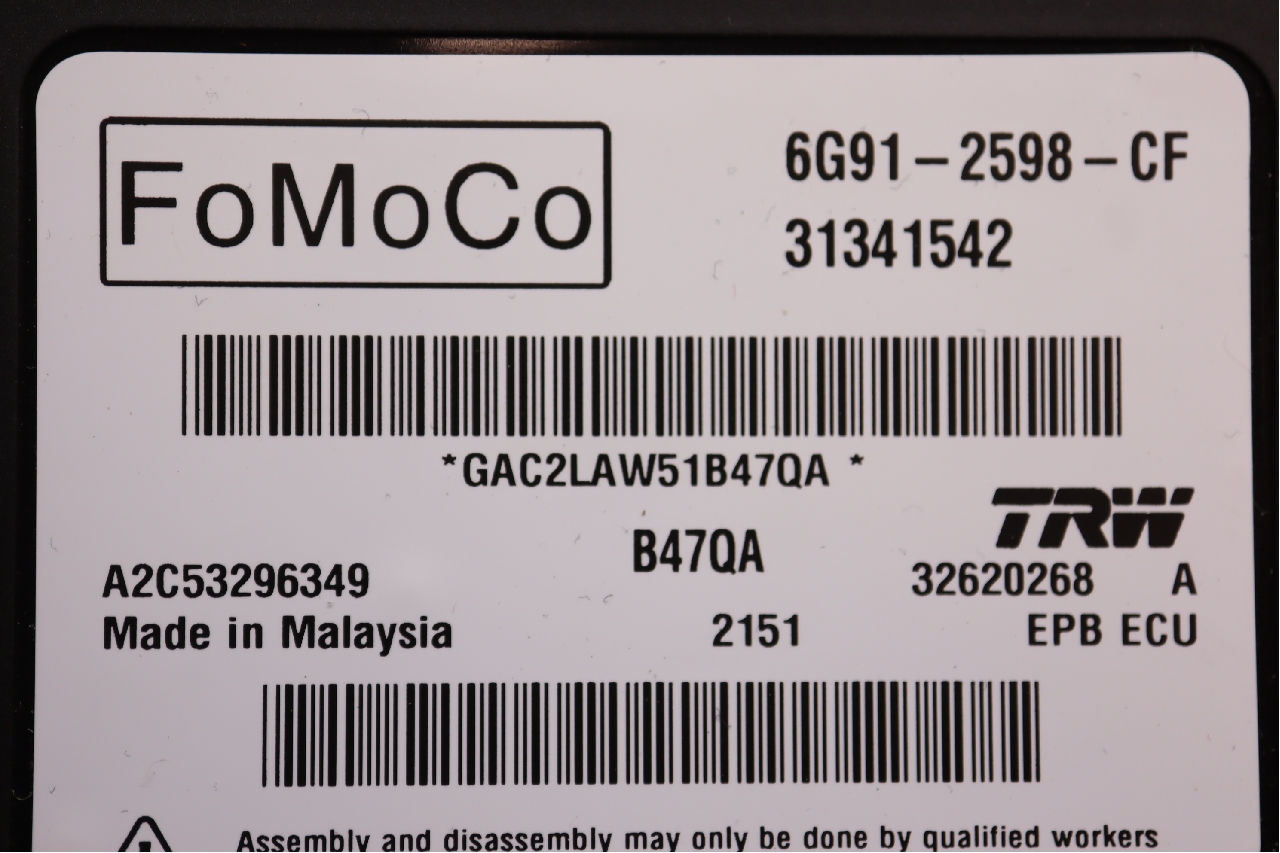 FoMoCo
6G91-2598-CF
31341542
*GAC2LAW51B47QA *
TRW
B47QA
A2C53296349
32620268 A
Made in Malaysia
2151
EPB ECU
Assembly and disassembly may only be done by qualified workers